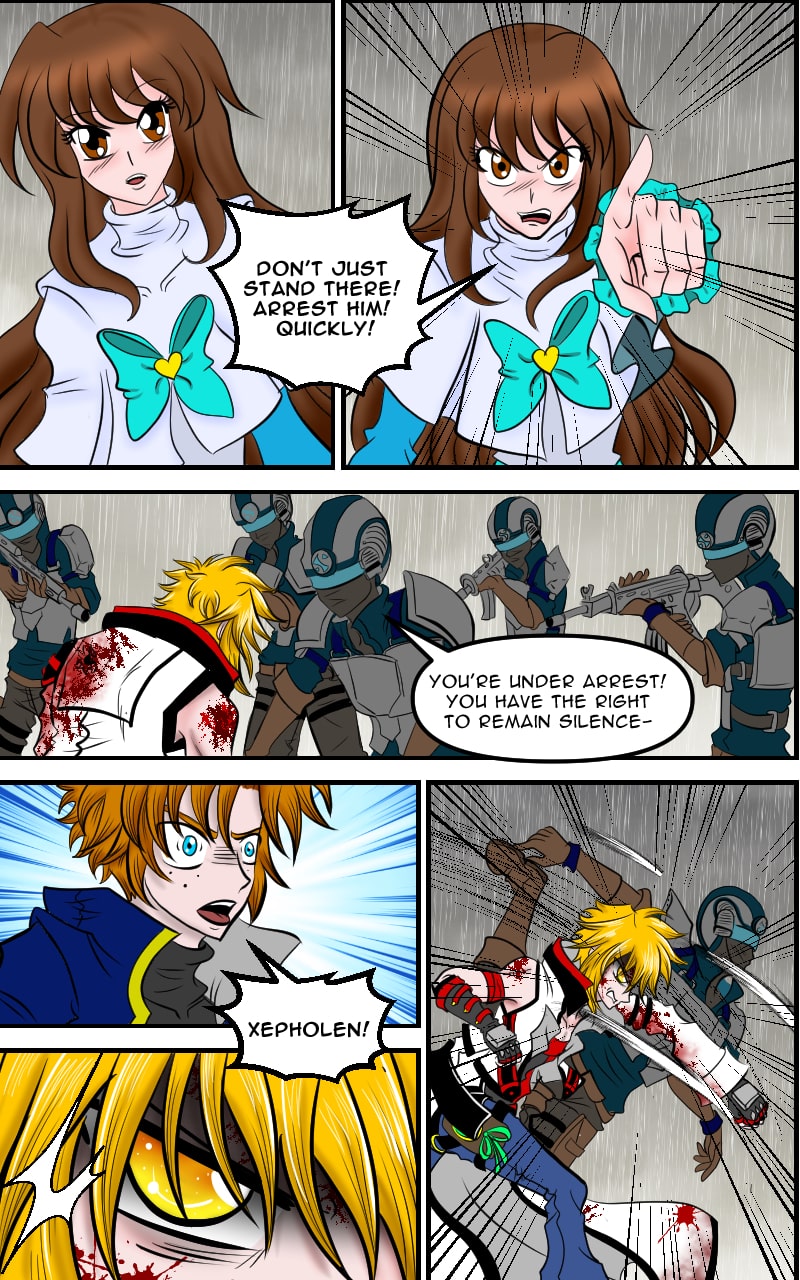 DON'T JUST
STAND THERE!
ARREST HIM!
QUICKLY!
YOU'RE UNDER ARREST!
YOU HAVE THE RIGHT
TO REMAIN SILENCE-
XEPHOLEN!